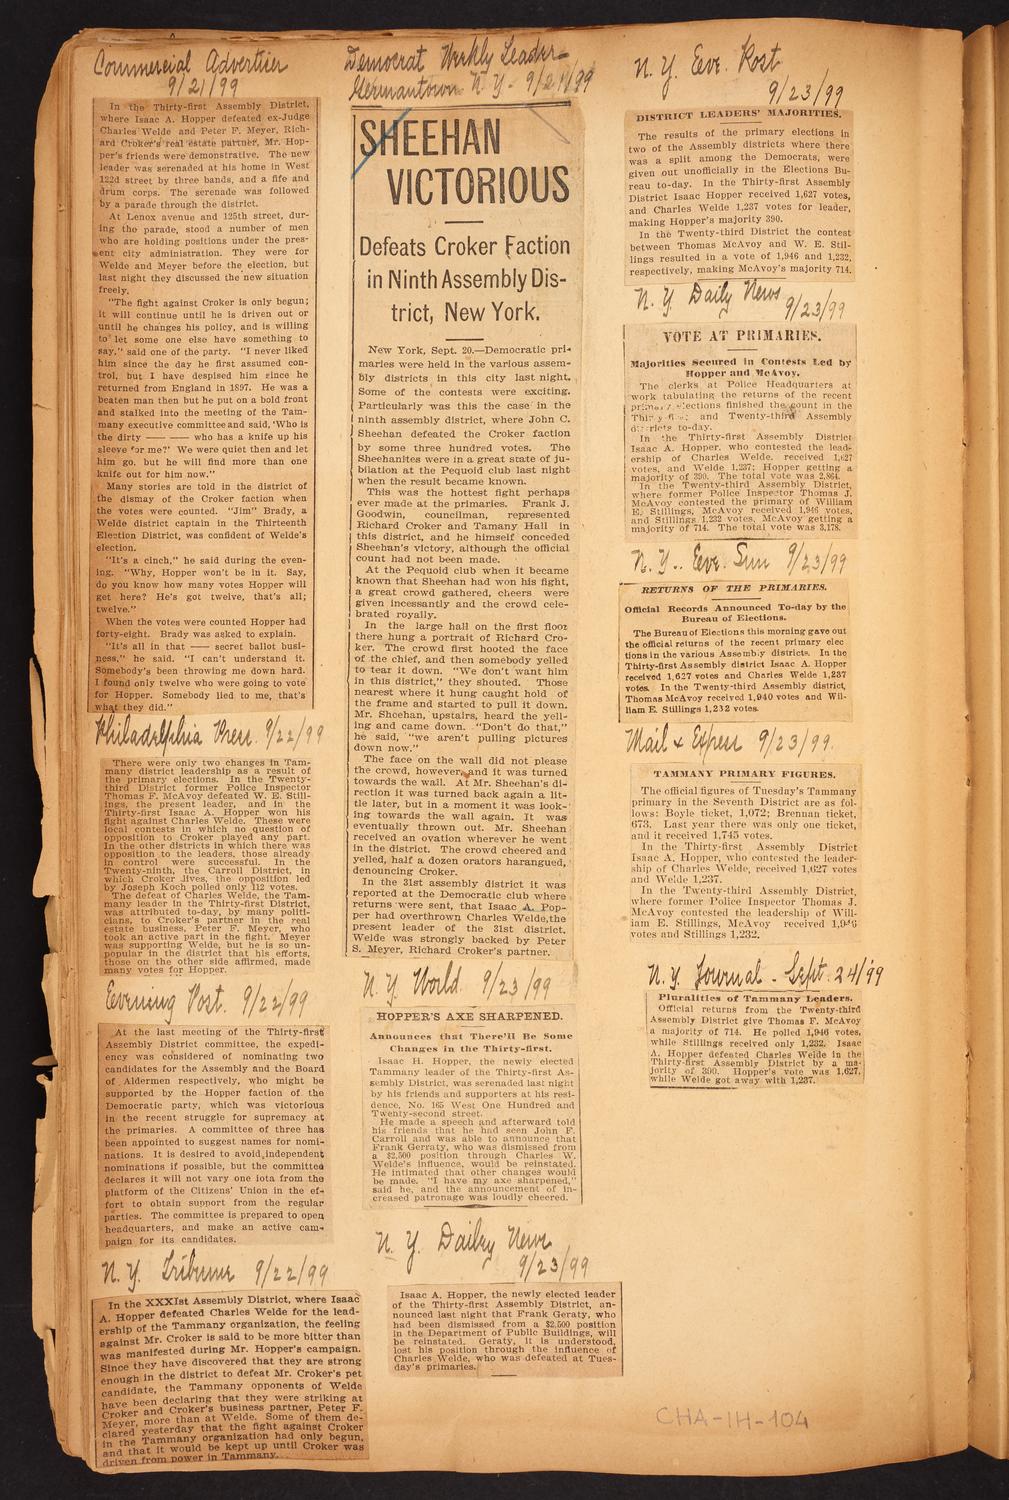 Commercial Advertiser
9/21/99
In the Thirty-first Assembly District,
where Isaac A. Hopper defeated ex-Judge
Charles Welde and Peter F. Meyer, Rich-
ard Croker's real estate partner, Mr. Hop-
per's friends were demonstrative. The new
leader was serenaded at his home in West
122d street by three bands, and a fife and
drum corps. The serenade was followed
by a parade through the district.
At Lenox avenue and 125th street, dur-
ing the parade, stood a number of men
who are holding positions under the pres-
ent city administration. They were for
Welde and Meyer before the election, but
last night they discussed the new situation
freely.
"The fight against Croker is only begun;
it will continue until he is driven out or
until he changes his policy, and is willing
to let some one else have something to
say," said one of the party. "I never liked
him since the day he first assumed con-
trol, but I have despised him since he
returned from England in 1897. He was a
beaten man then but he put on a bold front
and stalked into the meeting of the Tam-
many executive committee and said, 'Who is
the dirty —— —— who has a knife up his
sleeve for me?' We were quiet then and let
him go, but he will find more than one
knife out for him now."
Many stories are told in the district of
the dismay of the Croker faction when
the votes were counted. "Jim" Brady, a
Welde district captain in the Thirteenth
Election District, was confident of Welde's
election.
"It's a cinch," he said during the even-
ing. "Why, Hopper won't be in it. Say,
do you know how many votes Hopper will
get here? He's got twelve, that's all;
twelve."
When the votes were counted Hopper had
forty-eight. Brady was asked to explain.
"It's all in that —— secret ballot busi-
ness," he said. "I can't understand it.
Somebody's been throwing me down hard.
I found only twelve who were going to vote
for Hopper. Somebody lied to me, that's
what they did."
Philadelphia Press. 9/22/99
There were only two changes in Tam-
many district leadership as a result of
the primary elections. In the Twenty-
third District former Police Inspector
Thomas F. McAvoy defeated W. E. Still-
ings, the present leader, and in the
Thirty-first Isaac A. Hopper won his
fight against Charles Welde. These were
local contests in which no question of
opposition to Croker played any part.
In the other districts in which there was
opposition to the leaders, those already
in control were successful. In the
Twenty-ninth, the Carroll District, in
which Croker lives, the opposition led
by Joseph Koch polled only 112 votes.
The defeat of Charles Welde, the Tam-
many leader in the Thirty-first District,
was attributed to-day, by many politi-
cians, to Croker's partner in the real
estate business, Peter F. Meyer, who
took an active part in the fight. Meyer
was supporting Welde, but he is so un-
popular in the district that his efforts,
those on the other side affirmed, made
many votes for Hopper.
Evening Post. 9/22/99
At the last meeting of the Thirty-first
Assembly District committee, the expedi-
ency was considered of nominating two
candidates for the Assembly and the Board
of Aldermen respectively, who might be
supported by the Hopper faction of the
Democratic party, which was victorious
in the recent struggle for supremacy at
the primaries. A committee of three has
been appointed to suggest names for nomi-
nations. It is desired to avoid independent
nominations if possible, but the committee
declares it will not vary one iota from the
platform of the Citizens' Union in the ef-
fort to obtain support from the regular
parties. The committee is prepared to open
headquarters, and make an active cam-
paign for its candidates.
N.Y. Tribune 9/22/99
In the XXXIst Assembly District, where Isaac
A. Hopper defeated Charles Welde for the lead-
ership of the Tammany organization, the feeling
against Mr. Croker is said to be more bitter than
was manifested during Mr. Hopper's campaign.
Since they have discovered that they are strong
enough in the district to defeat Mr. Croker's pet
candidate, the Tammany opponents of Welde
have been declaring that they were striking at
Croker and Croker's business partner, Peter F.
Meyer, more than at Welde. Some of them de-
clared yesterday that the fight against Croker
in the Tammany organization had only begun,
and that it would be kept up until Croker was
driven from power in Tammany.
Democrat Weekly Leader-
Germantown N.Y- 9/21/99
SHEEHAN
VICTORIOUS
Defeats Croker Faction
in Ninth Assembly Dis-
trict, New York.
New York, Sept. 20.—Democratic pri-
maries were held in the various assem-
bly districts in this city last night.
Some of the contests were exciting.
Particularly was this the case in the
ninth assembly district, where John C.
Sheehan defeated the Croker faction
by some three hundred votes. The
Sheehanites were in a great state of ju-
bilation at the Pequoid club last night
when the result became known.
This was the hottest fight perhaps
ever made at the primaries. Frank J.
Goodwin, councilman, represented
Richard Croker and Tamany Hall in
this district, and he himself conceded
Sheehan's victory, although the official
count had not been made.
At the Pequoid club when it became
known that Sheehan had won his fight,
a great crowd gathered, cheers were
given incessantly and the crowd cele-
brated royally.
In the large hall on the first floor
there hung a portrait of Richard Cro-
ker. The crowd first hooted the face
of the chief, and then somebody yelled
to tear it down. "We don't want him
in this district," they shouted. Those
nearest where it hung caught hold of
the frame and started to pull it down.
Mr. Sheehan, upstairs, heard the yell-
ing and came down. "Don't do that,"
he said, "we aren't pulling pictures
down now."
The face on the wall did not please
the crowd, however, and it was turned
towards the wall. At Mr. Sheehan's di-
rection it was turned back again a lit-
tle later, but in a moment it was look-
ing towards the wall again. It was
eventually thrown out. Mr. Sheehan
received an ovation wherever he went
in the district. The crowd cheered and
yelled, half a dozen orators harangued,
denouncing Croker.
In the 31st assembly district it was
reported at the Democratic club where
returns were sent, that Isaac A. Pop-
per had overthrown Charles Welde, the
present leader of the 31st district.
Welde was strongly backed by Peter
S. Meyer, Richard Croker's partner.
N.Y. World. 9/23/99
HOPPER'S AXE SHARPENED.
Announces that There'll Be Some
Changes in the Thirty-first.
Isaac H. Hopper, the newly elected
Tammany leader of the Thirty-first As-
sembly District, was serenaded last night
by his friends and supporters at his resi-
dence, No. 165 West One Hundred and
Twenty-second street.
He made a speech and afterward told
his friends that he had seen John F.
Carroll and was able to announce that
Frank Gerraty, who was dismissed from
a $2,500 position through Charles W.
Welde's influence, would be reinstated.
He intimated that other changes would
be made. "I have my axe sharpened,"
said he, and the announcement of in-
creased patronage was loudly cheered.
N.Y. Dailey News
9/23/99
Isaac A. Hopper, the newly elected leader
of the Thirty-first Assembly District, an-
nounced last night that Frank Geraty, who
had been dismissed from a $2,500 position
in the Department of Public Buildings, will
be reinstated. Geraty, it is understood,
lost his position through the influence of
Charles Welde, who was defeated at Tues-
day's primaries.
N.Y. Eve. Post
9/23/99
DISTRICT LEADERS' MAJORITIES.
The results of the primary elections in
two of the Assembly districts where there
was a split among the Democrats, were
given out unofficially in the Elections Bu-
reau to-day. In the Thirty-first Assembly
District Isaac Hopper received 1,627 votes,
and Charles Welde 1,237 votes for leader,
making Hopper's majority 390.
In the Twenty-third District the contest
between Thomas McAvoy and W. E. Stil-
lings resulted in a vote of 1,946 and 1,232,
respectively, making McAvoy's majority 714.
N.Y Daily News
9/23/99
VOTE AT PRIMARIES.
Majorities Secured in Contests Led by
Hopper and McAvoy.
The clerks at Police Headquarters at
work tabulating the returns of the recent
primary elections finished the count in the
Thirty-first and Twenty-third Assembly
districts to-day.
In the Thirty-first Assembly District
Isaac A. Hopper, who contested the lead-
ership of Charles Welde, received 1,627
votes, and Welde 1,237; Hopper getting a
majority of 390. The total vote was 2,864.
In the Twenty-third Assembly District,
where former Police Inspector Thomas J.
McAvoy contested the primary of William
E. Stillings, McAvoy received 1,946 votes,
and Stillings 1,232 votes, McAvoy getting a
majority of 714. The total vote was 3,178.
N.Y.. Eve. Sun 9/23/99
RETURNS OF THE PRIMARIES.
Official Records Announced To-day by the
Bureau of Elections.
The Bureau of Elections this morning gave out
the official returns of the recent primary elec
tions in the various Assembly districts. In the
Thirty-first Assembly district Isaac A. Hopper
received 1,627 votes and Charles Welde 1,237
votes. In the Twenty-third Assembly district,
Thomas McAvoy received 1,940 votes and Wil-
liam E. Stillings 1,232 votes.
Mail & Express 9/23/99.
TAMMANY PRIMARY FIGURES.
The official figures of Tuesday's Tammany
primary in the Seventh District are as fol-
lows: Boyle ticket, 1,072; Brennan ticket,
673. Last year there was only one ticket,
and it received 1,745 votes.
In the Thirty-first Assembly District
Isaac A. Hopper, who contested the leader-
ship of Charles Welde, received 1,627 votes
and Welde 1,237.
In the Twenty-third Assembly District,
where former Police Inspector Thomas J.
McAvoy contested the leadership of Will-
iam E. Stillings, McAvoy received 1,946
votes and Stillings 1,232.
N.Y. Journal - Sept. 24/99
Pluralities of Tammany Leaders.
Official returns from the Twenty-third
Assembly District give Thomas F. McAvoy
a majority of 714. He polled 1,946 votes,
while Stillings received only 1,232. Isaac
A. Hopper defeated Charles Welde in the
Thirty-first Assembly District by a ma-
jority of 390. Hopper's vote was 1,627,
while Welde got away with 1,237.
CHA-IH-104